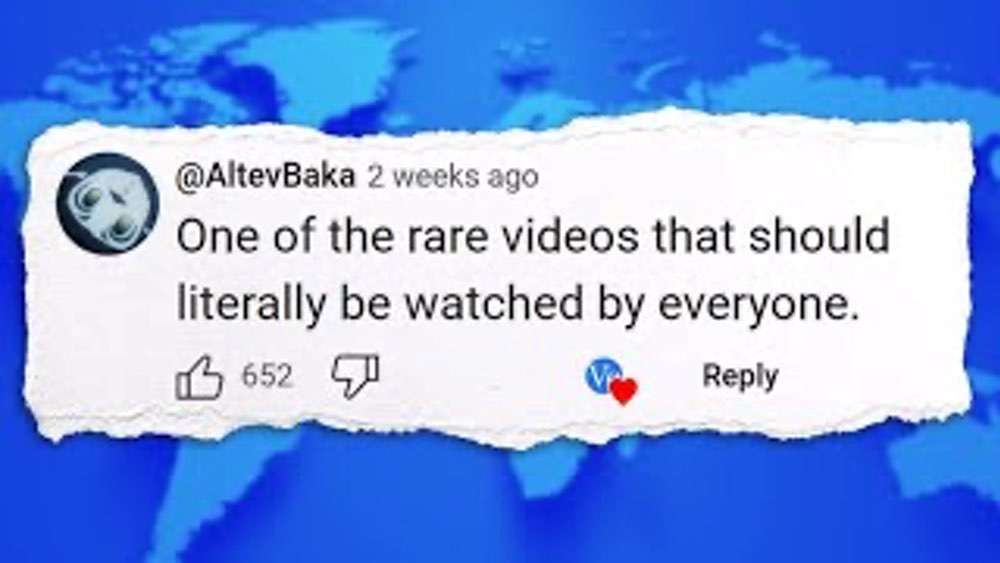 @AltevBaka 2 weeks ago
One of the rare videos that should
literally be watched by everyone.
652
Reply